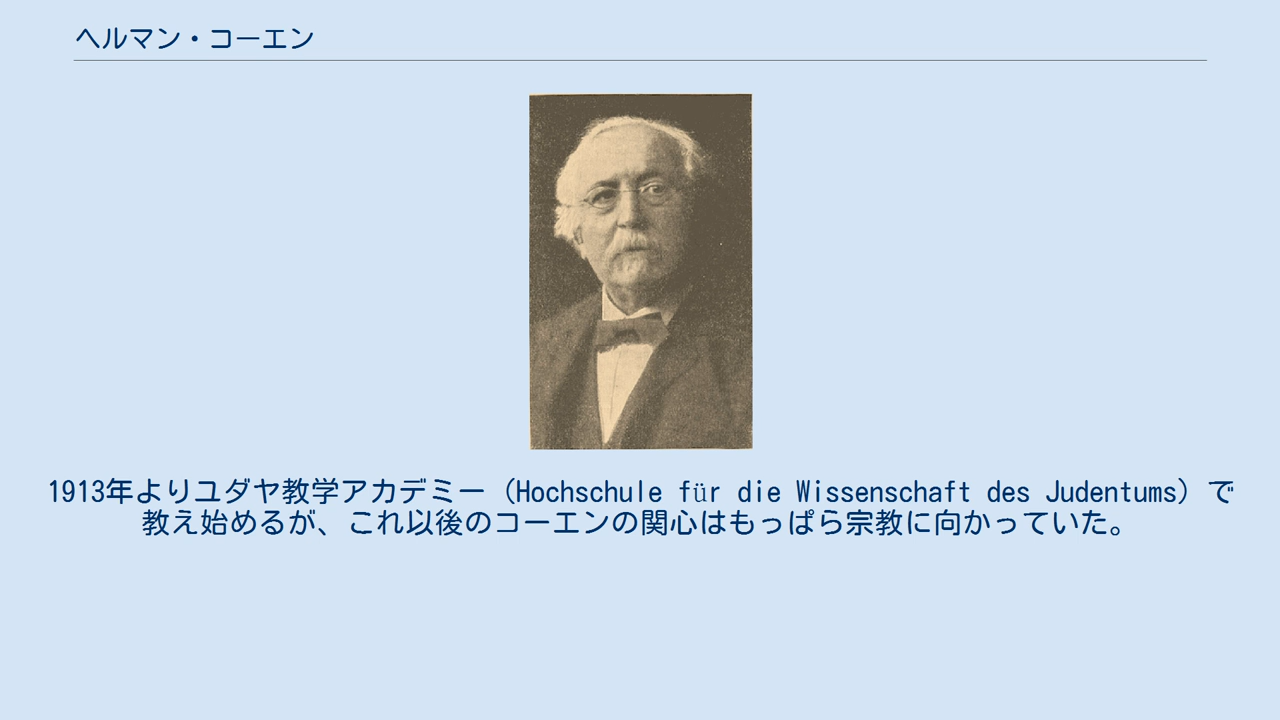 ヘルマン・コーエン
1913年よりユダヤ教学アカデミー（Hochschule für die Wissenschaft des Judentums）で
教え始めるが、これ以後のコーエンの関心はもっぱら宗教に向かっていた。